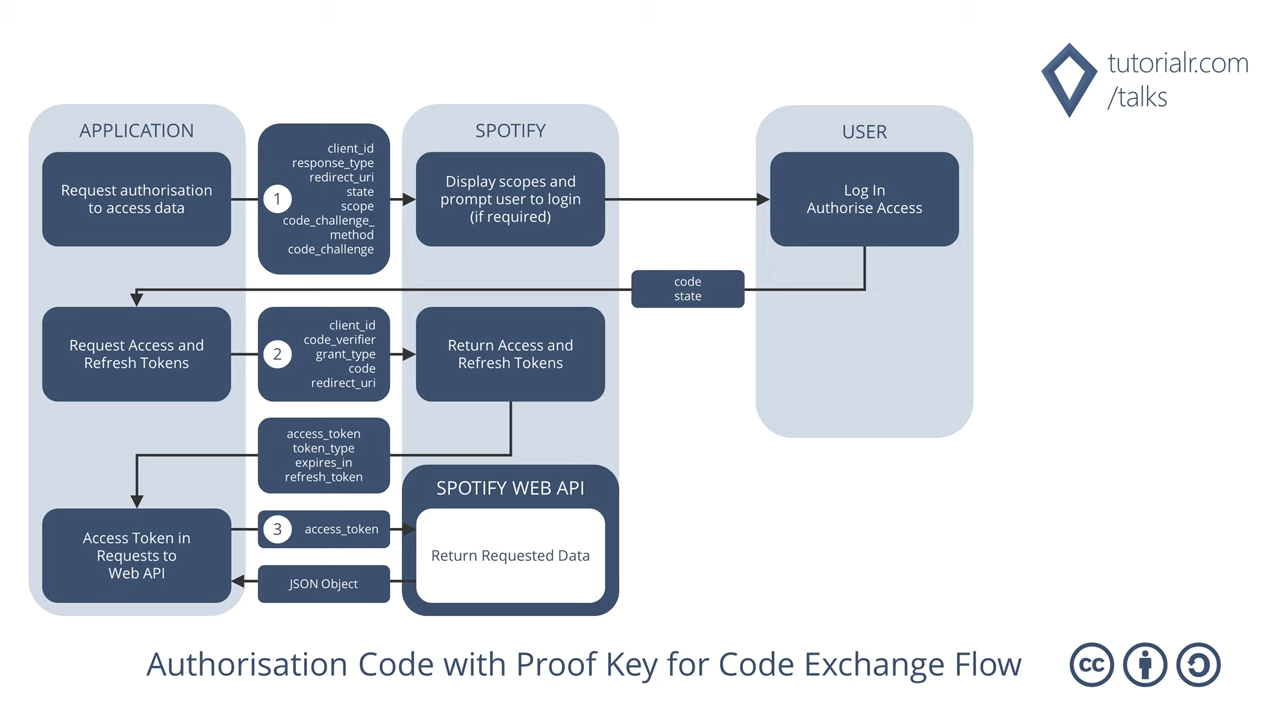 tutorialr.com
/talks
APPLICATION
SPOTIFY
USER
Request authorisation
to access data
1
client_id
response_type
redirect_uri
state
scope
code_challenge_
method
code_challenge
Display scopes and
prompt user to login
(if required)
Log In
Authorise Access
code
state
Request Access and
Refresh Tokens
2
client_id
code_verifier
grant_type
code
redirect_uri
Return Access and
Refresh Tokens
access_token
token_type
expires_in
refresh_token
SPOTIFY WEB API
Access Token in
Requests to
Web API
3
access_token
Return Requested Data
JSON Object
Authorisation Code with Proof Key for Code Exchange Flow
cc